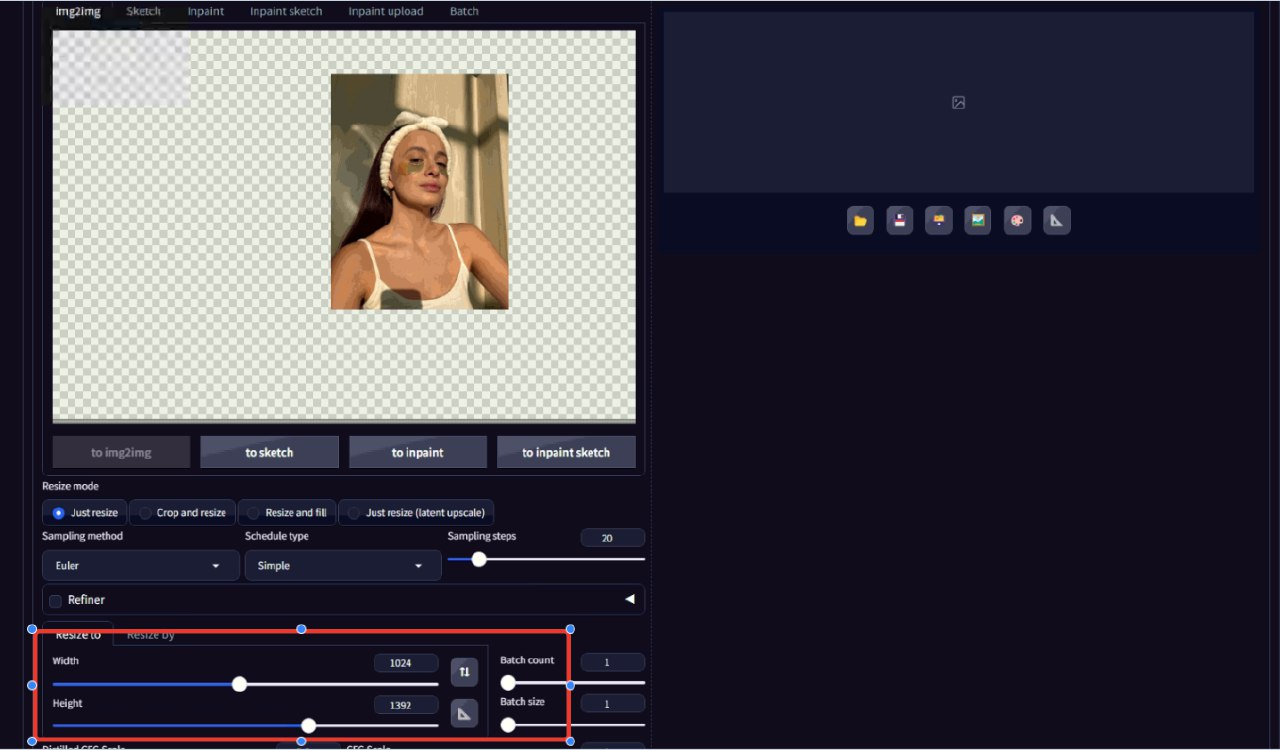 img2img Sketch Inpaint Inpaint sketch Inpaint upload Batch
to img2img to sketch to inpaint to inpaint sketch
Resize mode
Just resize Crop and resize Resize and fill Just resize (latent upscale)
Sampling method Schedule type Sampling steps 20
Euler Simple
Refiner
Resize to Resize by
Width 1024 Batch count 1
Height 1392 Batch size 1
Distilled CFG Scale CFG Scale